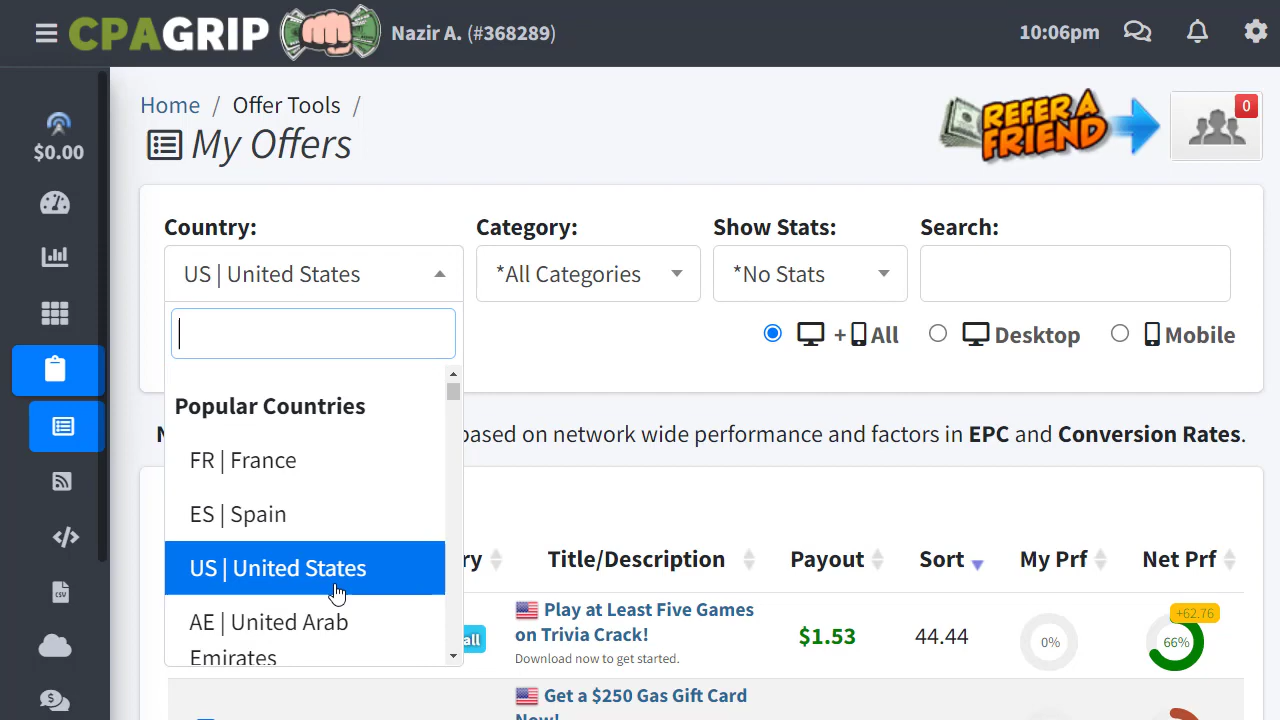 CPAGRIP Nazir A. (#368289) 10:06pm
Home / Offer Tools /
My Offers
REFER A FRIEND
0
$0.00
Country: Category: Show Stats: Search:
US | United States *All Categories *No Stats
+ All Desktop Mobile
Popular Countries
FR | France
ES | Spain
US | United States
AE | United Arab
Emirates
based on network wide performance and factors in EPC and Conversion Rates.
Title/Description Payout Sort My Prf Net Prf
Play at Least Five Games
on Trivia Crack!
Download now to get started.
$1.53 44.44 0% +62.76 66%
Get a $250 Gas Gift Card
Now!
CSV